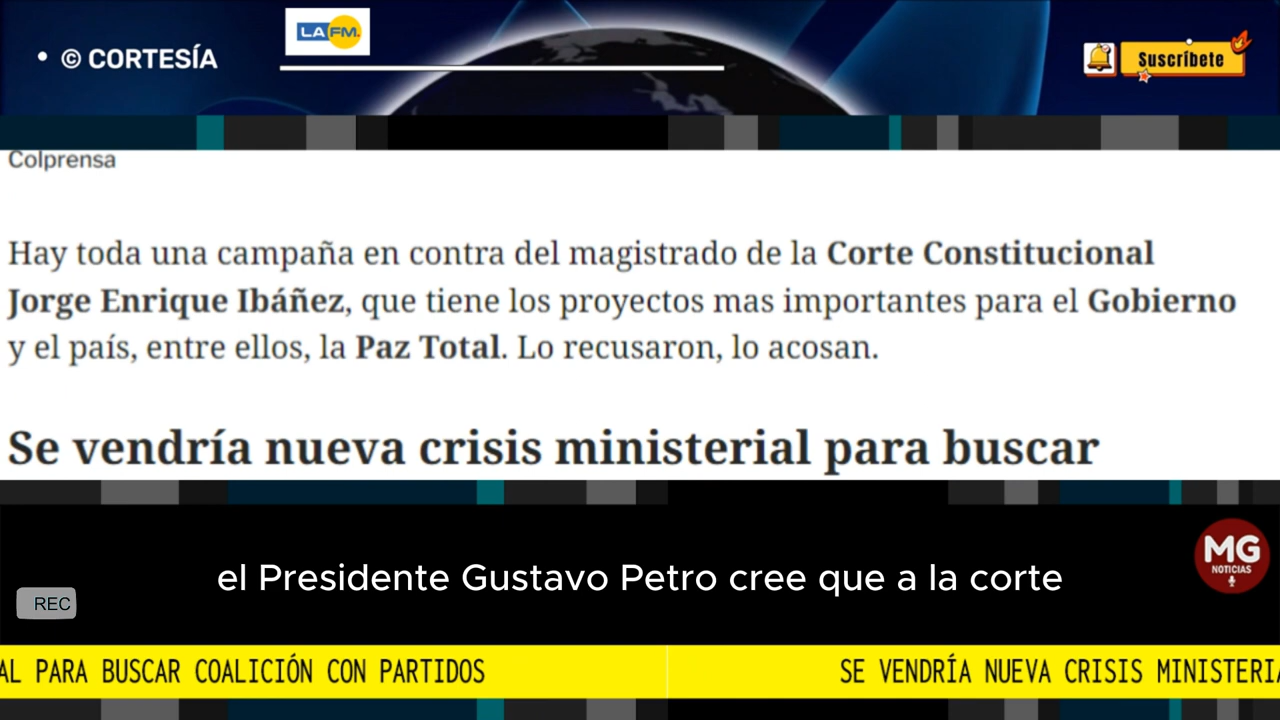 • © CORTESÍA
LA FM.
Suscríbete
Colprensa
Hay toda una campaña en contra del magistrado de la Corte Constitucional
Jorge Enrique Ibáñez, que tiene los proyectos mas importantes para el Gobierno
y el país, entre ellos, la Paz Total. Lo recusaron, lo acosan.
Se vendría nueva crisis ministerial para buscar
MG
NOTICIAS
el Presidente Gustavo Petro cree que a la corte
REC
AL PARA BUSCAR COALICIÓN CON PARTIDOS
SE VENDRÍA NUEVA CRISIS MINISTERIA